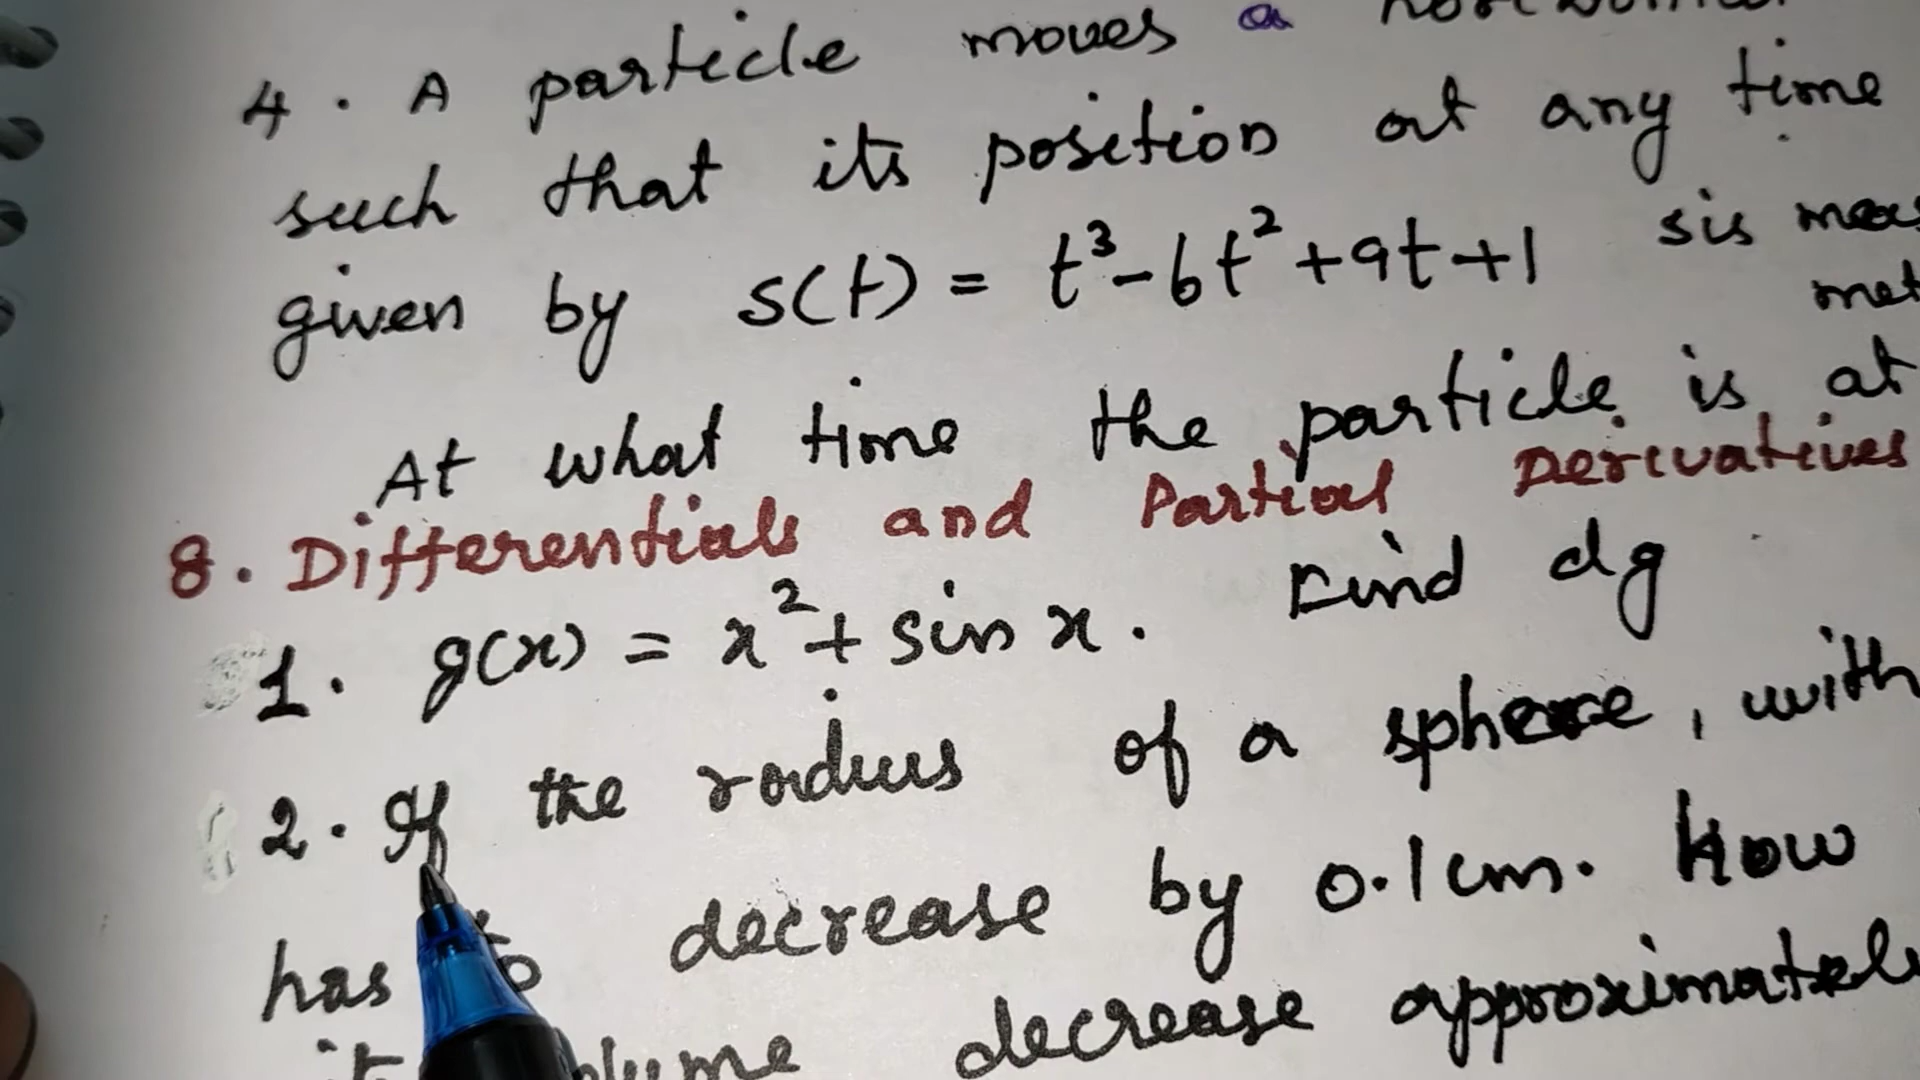 4. A particle moves a
such that its position at any time
given by s(t) = t³-6t²+9t+1 s is
At what time the particle is at
8. Differentials and Partial Derivatives
1. g(x) = x²+ sin x. Find dg
2. If the radius of a sphere, with
has decrease by 0.1cm. How
decrease